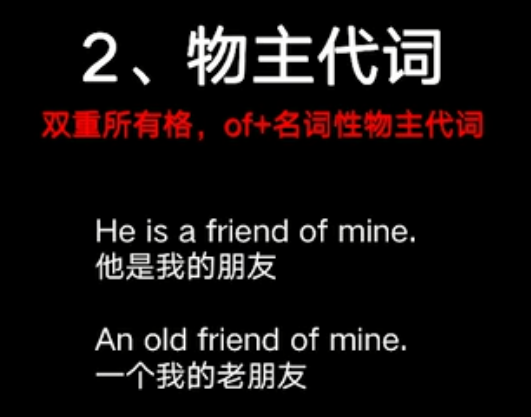 2、物主代词
双重所有格，of+名词性物主代词
He is a friend of mine.
他是我的朋友
An old friend of mine.
一个我的老朋友